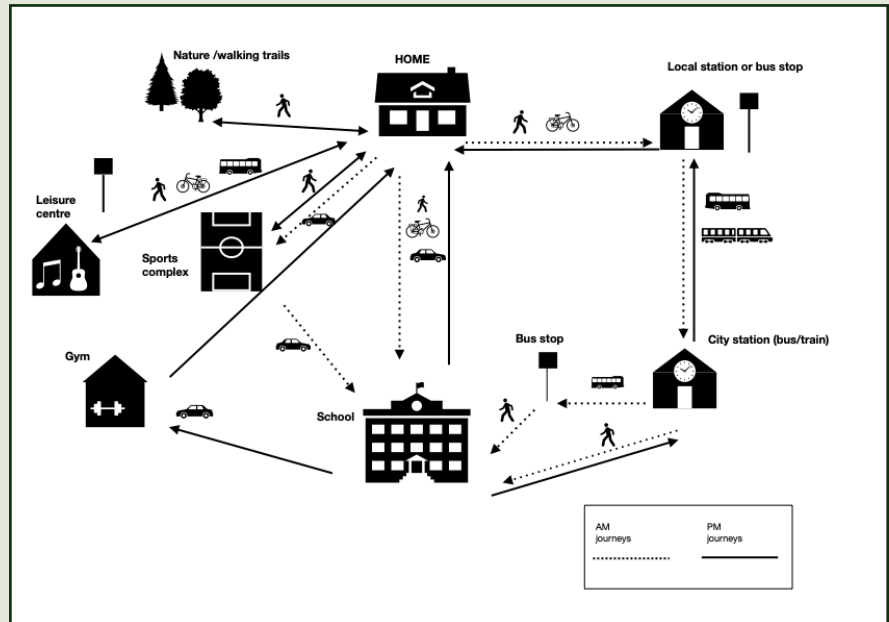 Nature /walking trails
HOME
Local station or bus stop
Leisure
centre
Sports
complex
Gym
Bus stop
City station (bus/train)
School
AM
journeys
PM
journeys